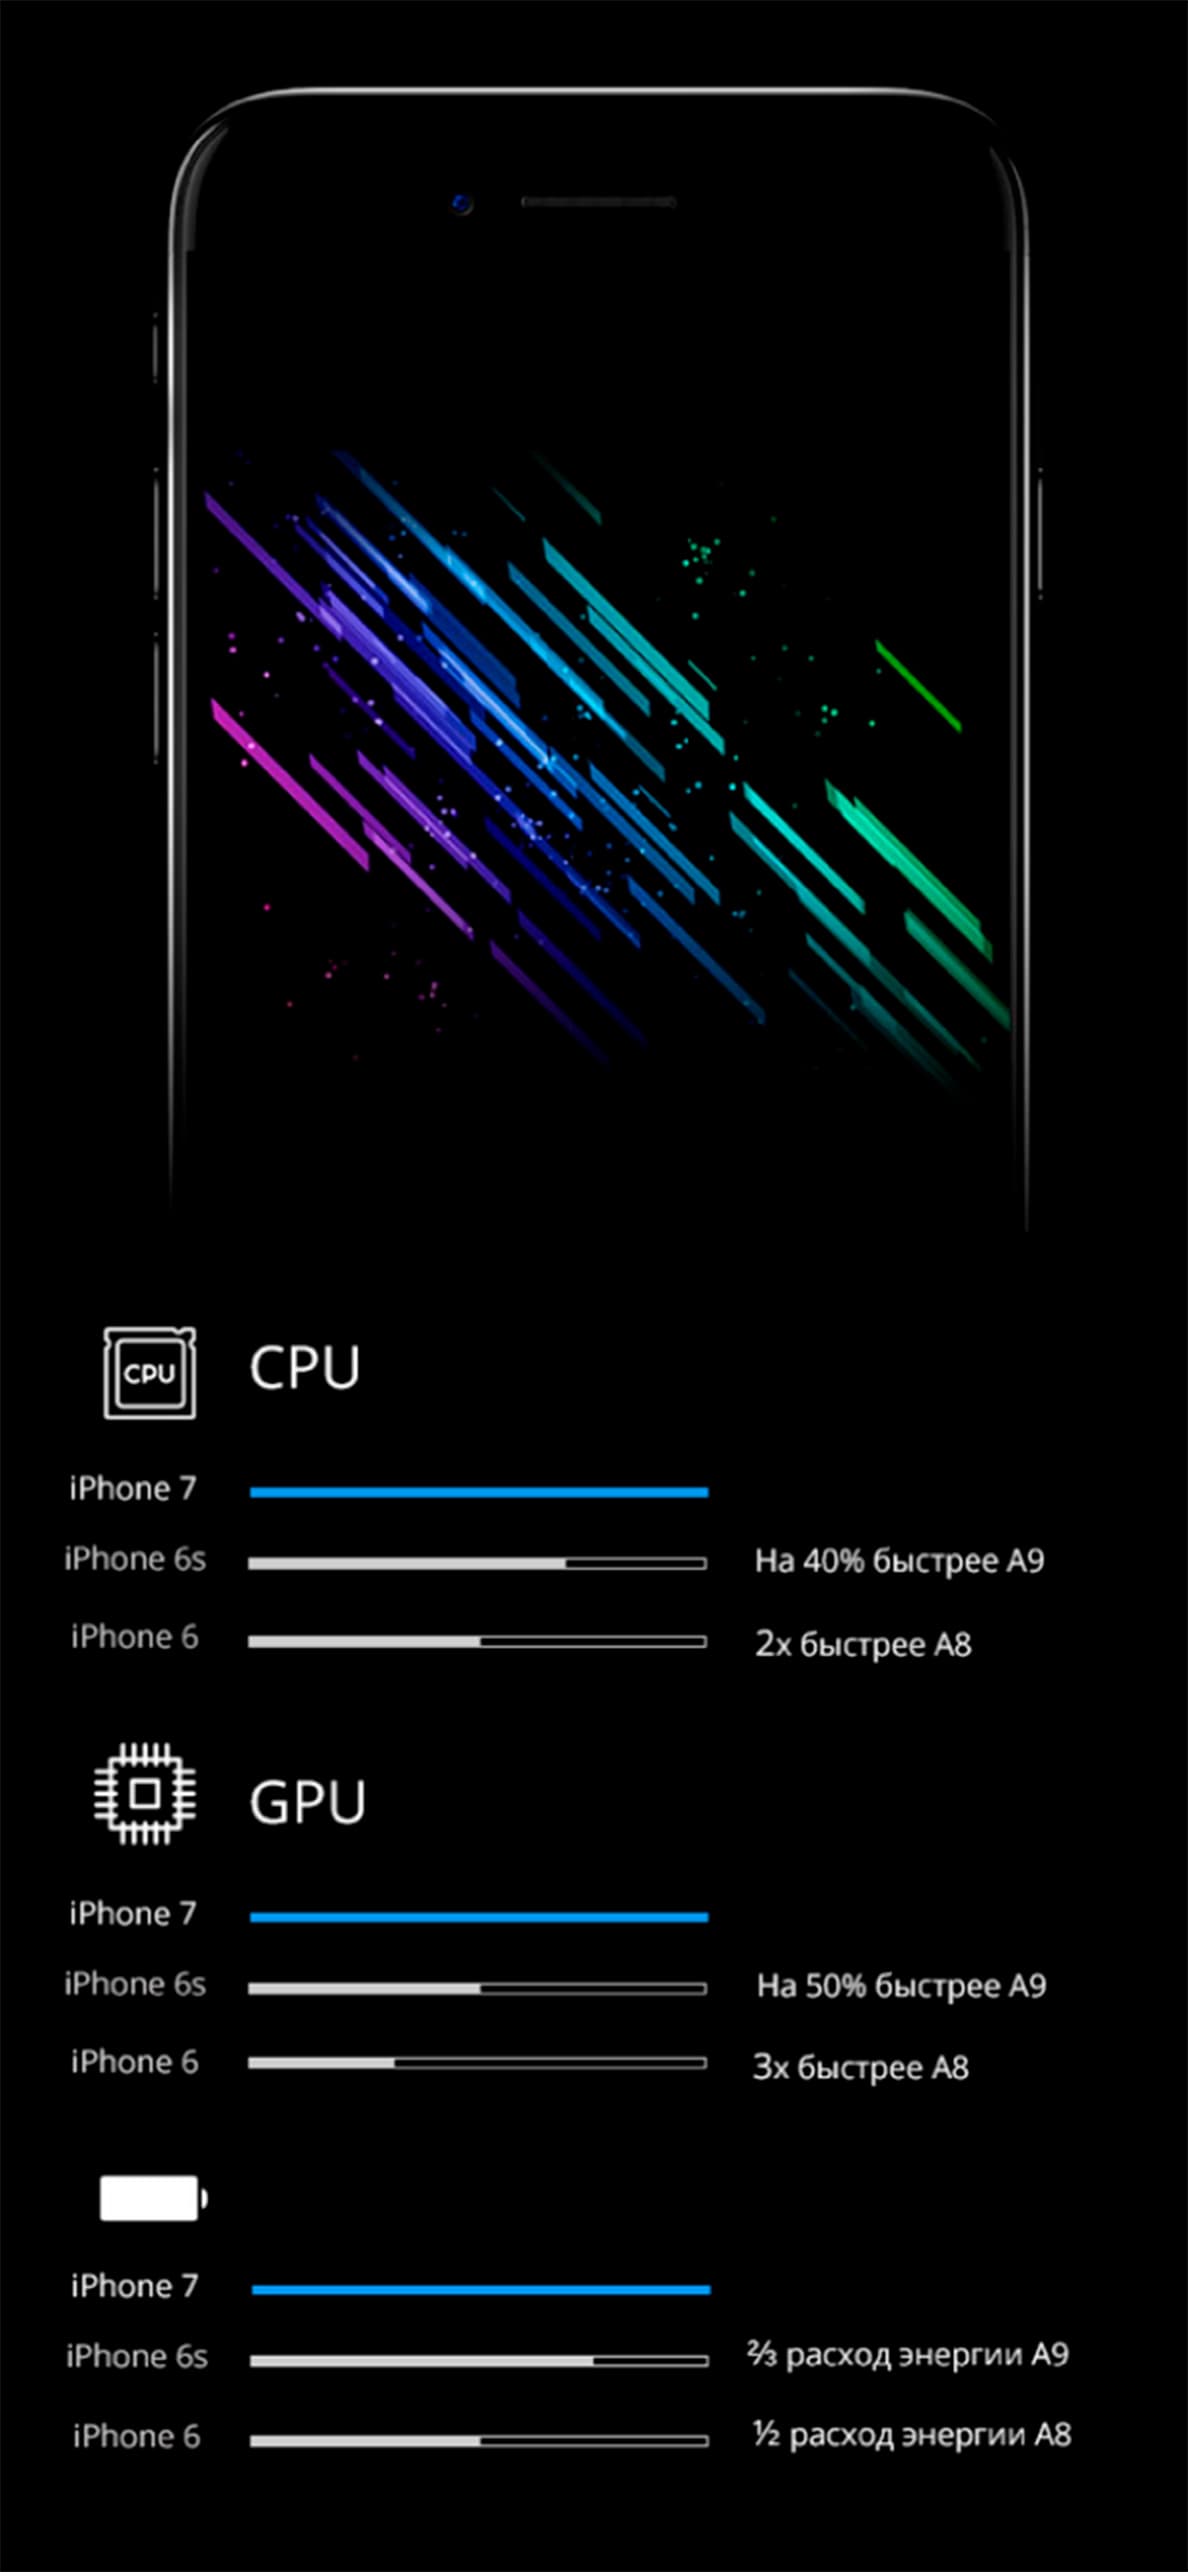 CPU
CPU
iPhone 7
iPhone 6s
На 40% быстрее A9
iPhone 6
2x быстрее A8
GPU
iPhone 7
iPhone 6s
На 50% быстрее A9
iPhone 6
3x быстрее A8
iPhone 7
iPhone 6s
⅔ расход энергии A9
iPhone 6
½ расход энергии A8